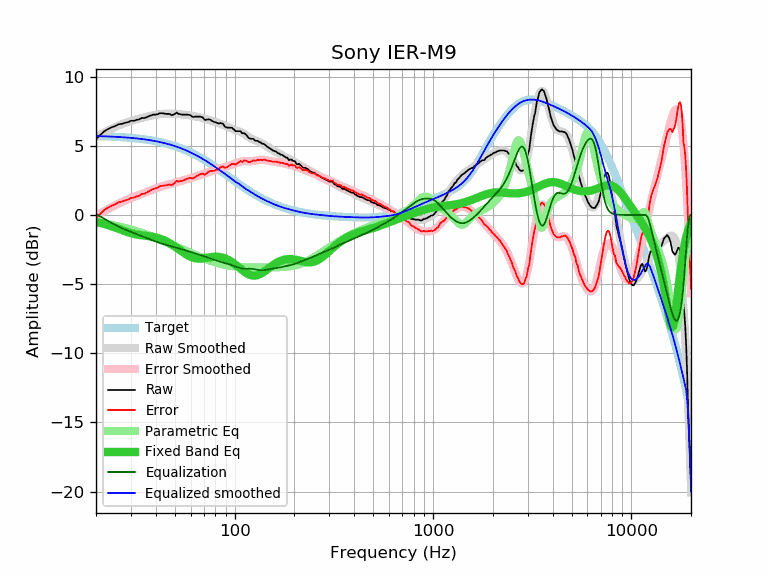 Sony IER-M9
Amplitude (dBr)
10
5
0
−5
−10
−15
−20
Target
Raw Smoothed
Error Smoothed
Raw
Error
Parametric Eq
Fixed Band Eq
Equalization
Equalized smoothed
100
1000
10000
Frequency (Hz)